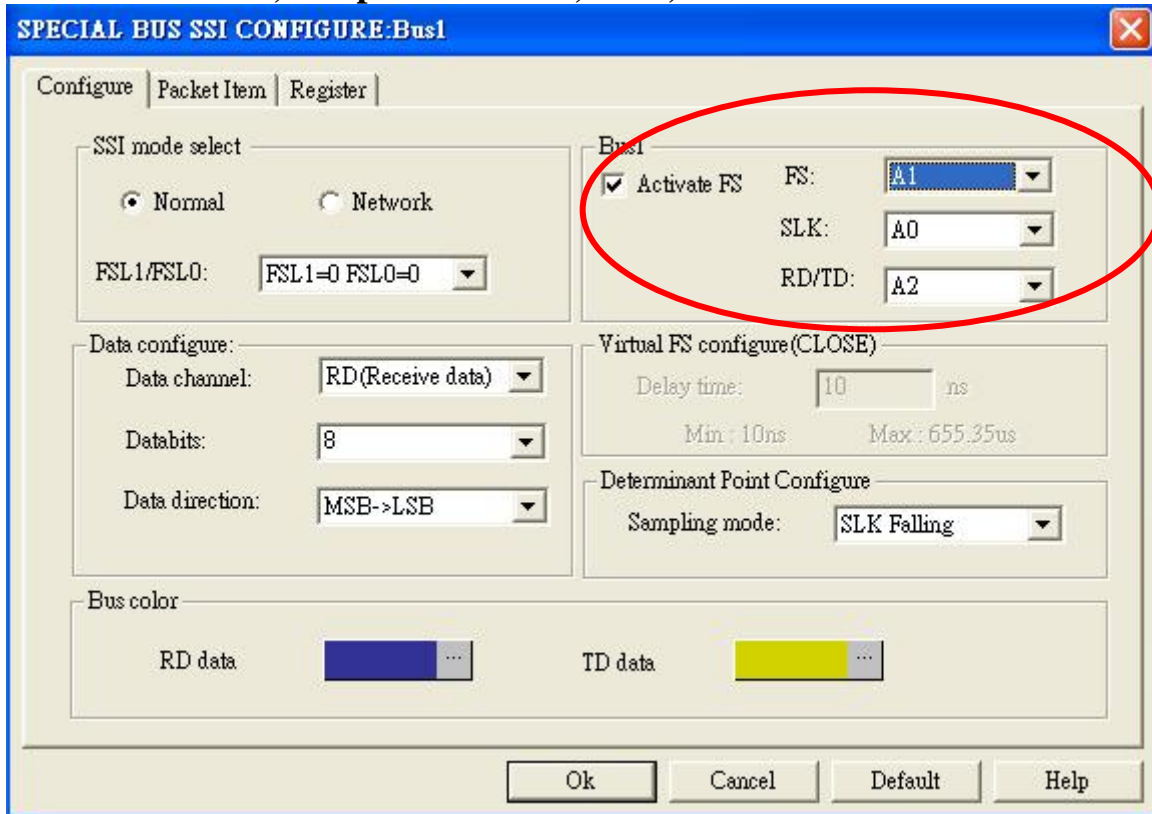 SPECIAL BUS SSI CONFIGURE:Bus1
Configure Packet Item Register
SSI mode select
Normal Network
FSL1/FSL0: FSL1=0 FSL0=0
Bus1
Activate FS FS: A1
SLK: A0
RD/TD: A2
Data configure:
Data channel: RD(Receive data)
Databits: 8
Data direction: MSB->LSB
Virtual FS configure(CLOSE)
Delay time: 10 ns
Min : 10ns Max : 655.35us
Determinant Point Configure
Sampling mode: SLK Falling
Bus color
RD data ... TD data ...
Ok Cancel Default Help